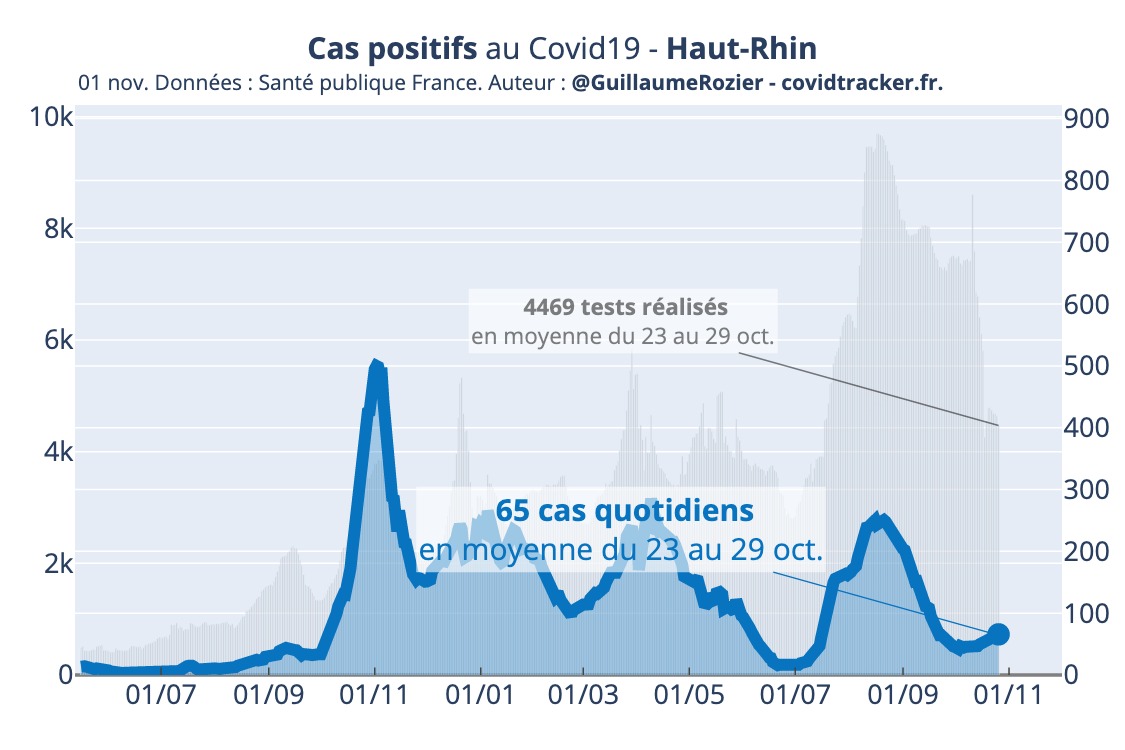 Cas positifs au Covid19 - Haut-Rhin
01 nov. Données : Santé publique France. Auteur : @GuillaumeRozier - covidtracker.fr.
10k
8k
6k
4k
2k
0
900
800
700
600
500
400
300
200
100
0
4469 tests réalisés
en moyenne du 23 au 29 oct.
65 cas quotidiens
en moyenne du 23 au 29 oct.
01/07 01/09 01/11 01/01 01/03 01/05 01/07 01/09 01/11